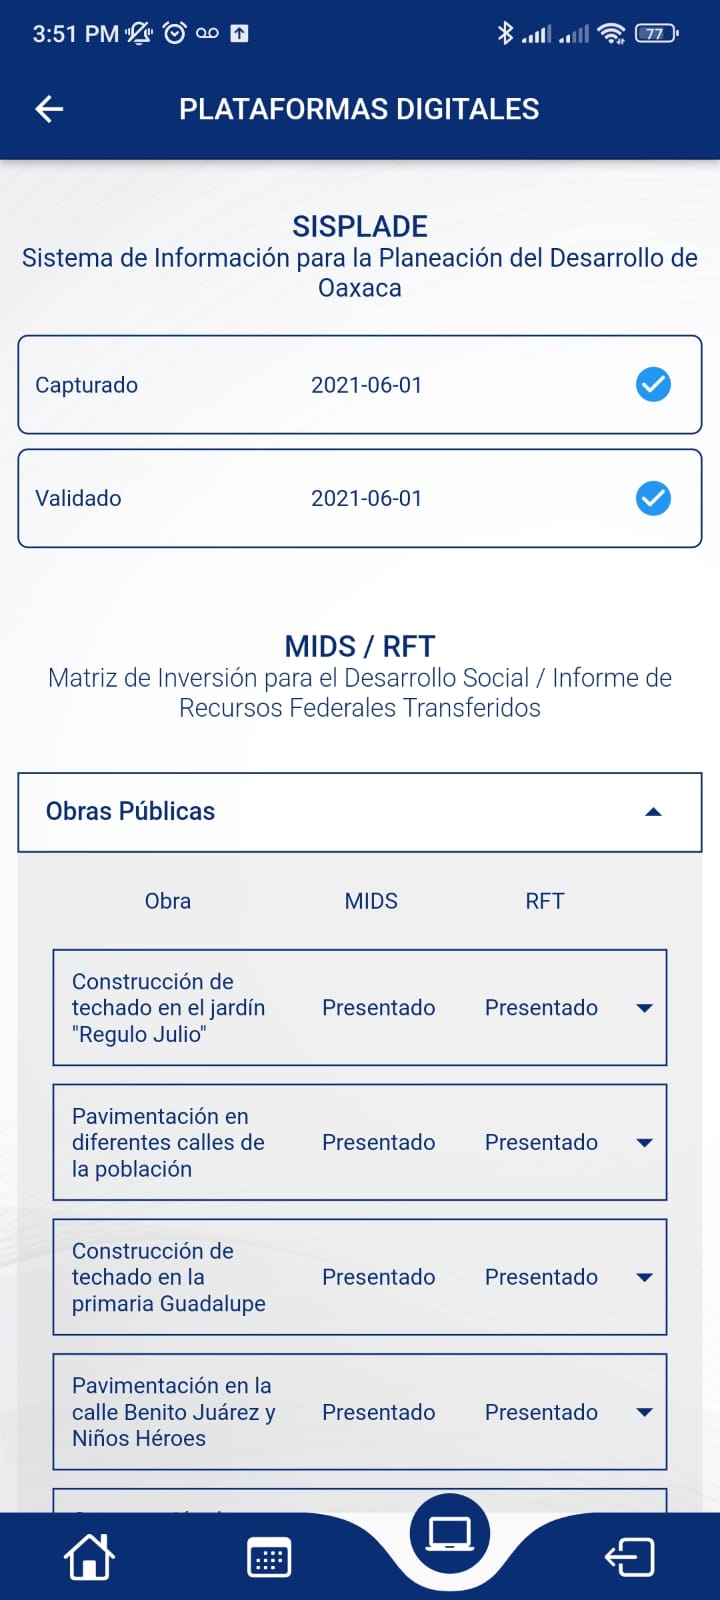 3:51 PM
77
PLATAFORMAS DIGITALES
SISPLADE
Sistema de Información para la Planeación del Desarrollo de
Oaxaca
Capturado 2021-06-01
Validado 2021-06-01
MIDS / RFT
Matriz de Inversión para el Desarrollo Social / Informe de
Recursos Federales Transferidos
Obras Públicas
Obra MIDS RFT
Construcción de
techado en el jardín
"Regulo Julio"
Presentado Presentado
Pavimentación en
diferentes calles de
la población
Presentado Presentado
Construcción de
techado en la
primaria Guadalupe
Presentado Presentado
Pavimentación en la
calle Benito Juárez y
Niños Héroes
Presentado Presentado